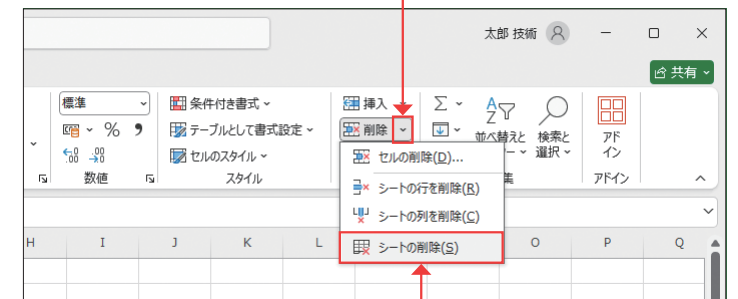 太郎 技術
共有
標準
条件付き書式
挿入
% 9
テーブルとして書式設定
削除
並べ替えと 検索と
選択
アド
イン
セルのスタイル
セルの削除(D)...
数値
スタイル
集
アドイン
シートの行を削除(R)
シートの列を削除(C)
H I J K L O P Q
シートの削除(S)